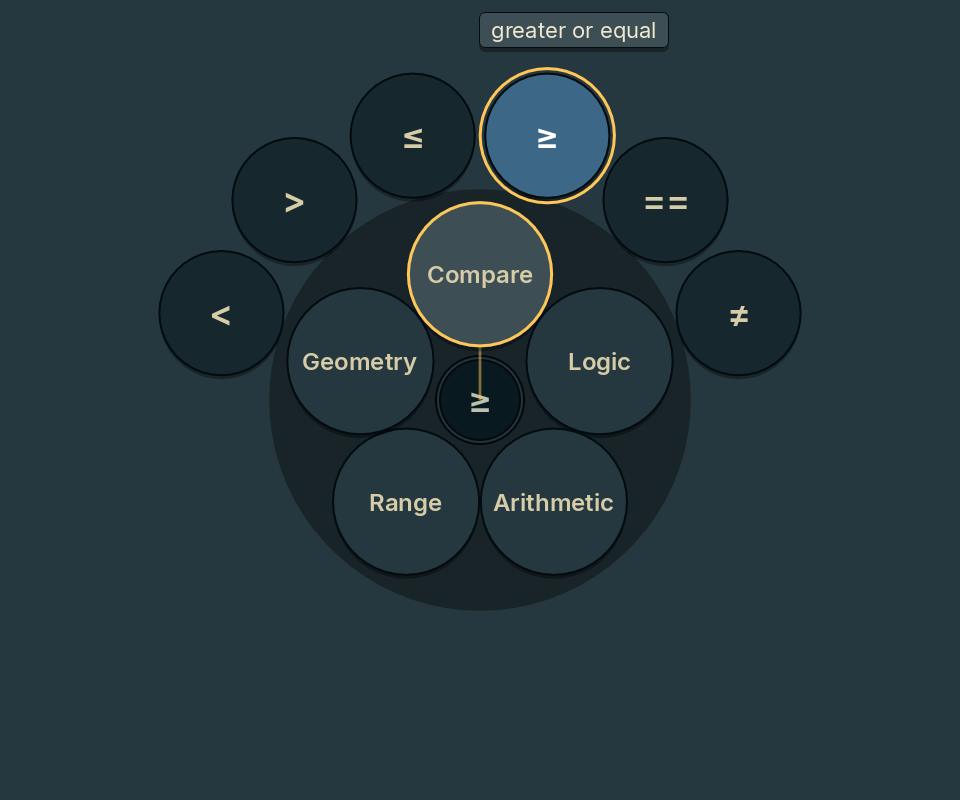 greater or equal
≤
≥
>
==
<
≠
Compare
Geometry
Logic
≥
Range
Arithmetic